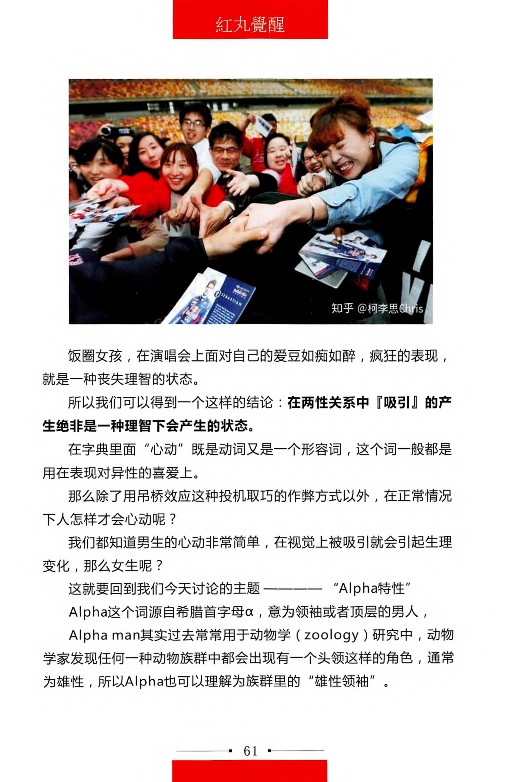 紅丸覺醒
SEBASTIAN
知乎 @柯李思Chris
饭圈女孩，在演唱会上面对自己的爱豆如痴如醉，疯狂的表现，
就是一种丧失理智的状态。
所以我们可以得到一个这样的结论：在两性关系中『吸引』的产
生绝非是一种理智下会产生的状态。
在字典里面“心动”既是动词又是一个形容词，这个词一般都是
用在表现对异性的喜爱上。
那么除了用吊桥效应这种投机取巧的作弊方式以外，在正常情况
下人怎样才会心动呢？
我们都知道男生的心动非常简单，在视觉上被吸引就会引起生理
变化，那么女生呢？
这就要回到我们今天讨论的主题 ———— “Alpha特性”
Alpha这个词源自希腊首字母α，意为领袖或者顶层的男人，
Alpha man其实过去常常用于动物学（zoology）研究中，动物
学家发现任何一种动物族群中都会出现有一个头领这样的角色，通常
为雄性，所以Alpha也可以理解为族群里的“雄性领袖”。
61